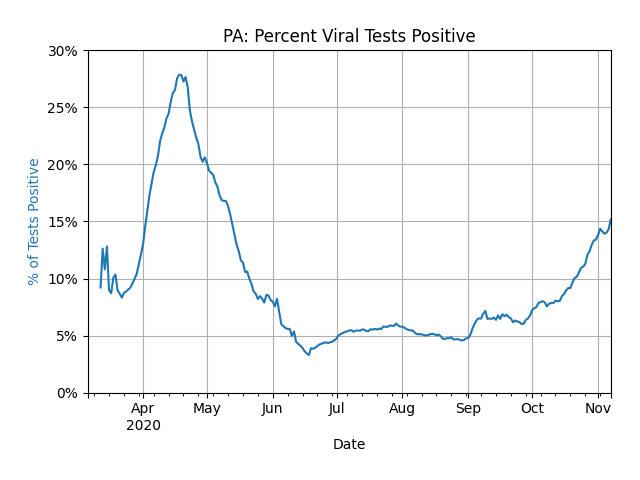 PA: Percent Viral Tests Positive
30%
25%
20%
15%
10%
5%
0%
% of Tests Positive
Apr May Jun Jul Aug Sep Oct Nov
2020
Date